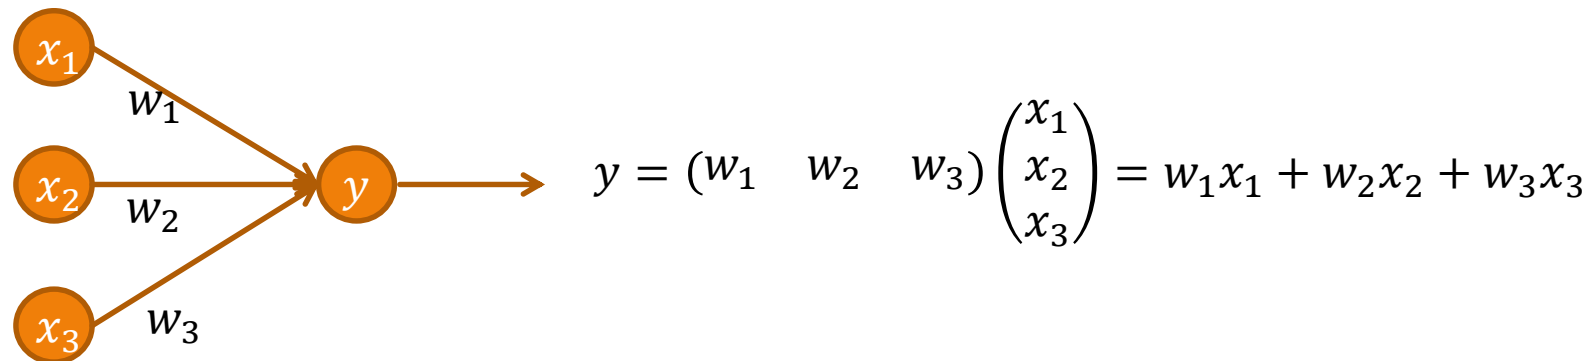 x₁
w₁
x₂
w₂
y
x₃
w₃
y = (w₁ w₂ w₃) (x₁ x₂ x₃) = w₁x₁ + w₂x₂ + w₃x₃